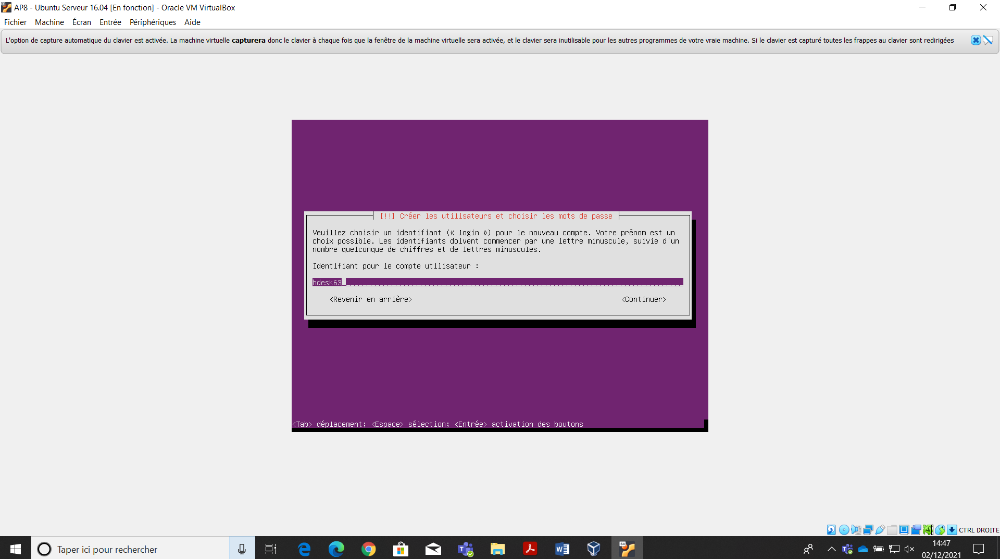 AP8 - Ubuntu Serveur 16.04 [En fonction] - Oracle VM VirtualBox
Fichier Machine Écran Entrée Périphériques Aide
L'option de capture automatique du clavier est activée. La machine virtuelle capturera donc le clavier à chaque fois que la fenêtre de la machine virtuelle sera activée, et le clavier sera inutilisable pour les autres programmes de votre vraie machine. Si le clavier est capturé toutes les frappes au clavier sont redirigées
[!!] Créer les utilisateurs et choisir les mots de passe
Veuillez choisir un identifiant (« login ») pour le nouveau compte. Votre prénom est un
choix possible. Les identifiants doivent commencer par une lettre minuscule, suivie d'un
nombre quelconque de chiffres et de lettres minuscules.
Identifiant pour le compte utilisateur :
hdesk63
<Revenir en arrière> <Continuer>
<Tab> déplacement; <Espace> sélection; <Entrée> activation des boutons
CTRL DROITE
Taper ici pour rechercher
14:47
02/12/2021